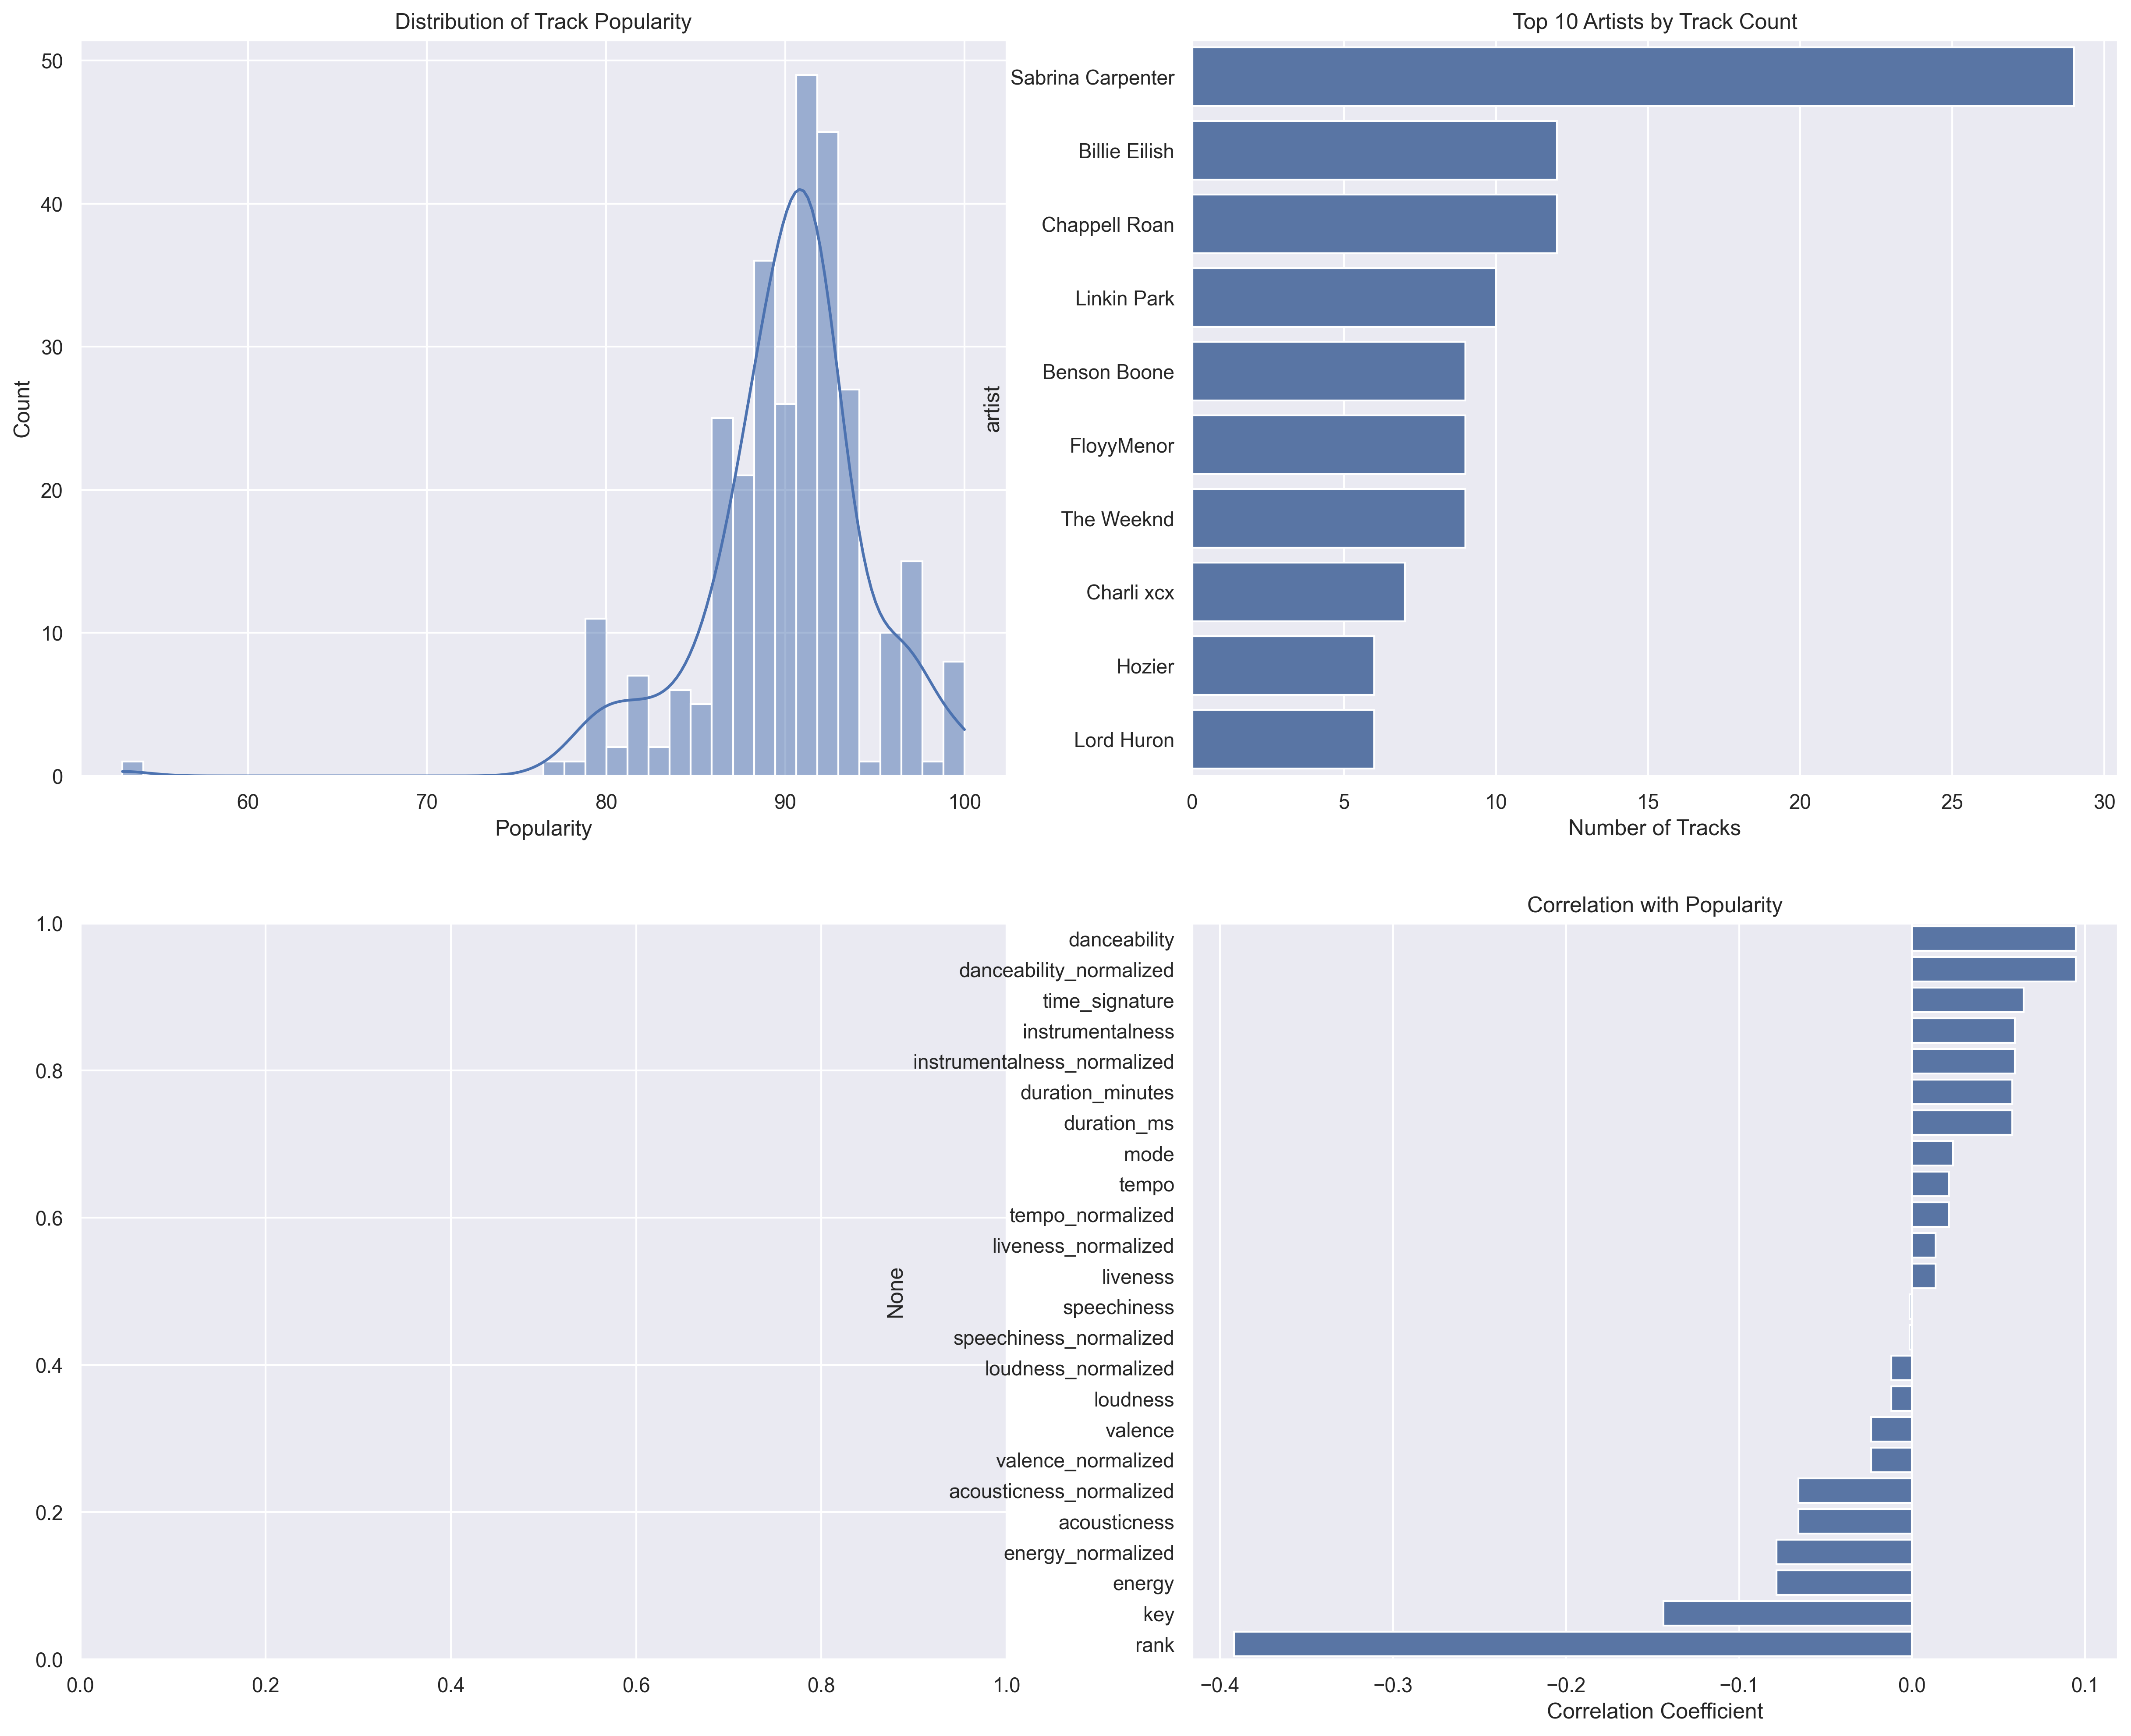 Distribution of Track Popularity
Count
50
40
30
20
10
0
60 70 80 90 100
Popularity
Top 10 Artists by Track Count
artist
Sabrina Carpenter
Billie Eilish
Chappell Roan
Linkin Park
Benson Boone
FloyyMenor
The Weeknd
Charli xcx
Hozier
Lord Huron
0 5 10 15 20 25 30
Number of Tracks
1.0
0.8
0.6
0.4
0.2
0.0
0.0 0.2 0.4 0.6 0.8 1.0
Correlation with Popularity
None
danceability
danceability_normalized
time_signature
instrumentalness
instrumentalness_normalized
duration_minutes
duration_ms
mode
tempo
tempo_normalized
liveness_normalized
liveness
speechiness
speechiness_normalized
loudness_normalized
loudness
valence
valence_normalized
acousticness_normalized
acousticness
energy_normalized
energy
key
rank
−0.4 −0.3 −0.2 −0.1 0.0 0.1
Correlation Coefficient